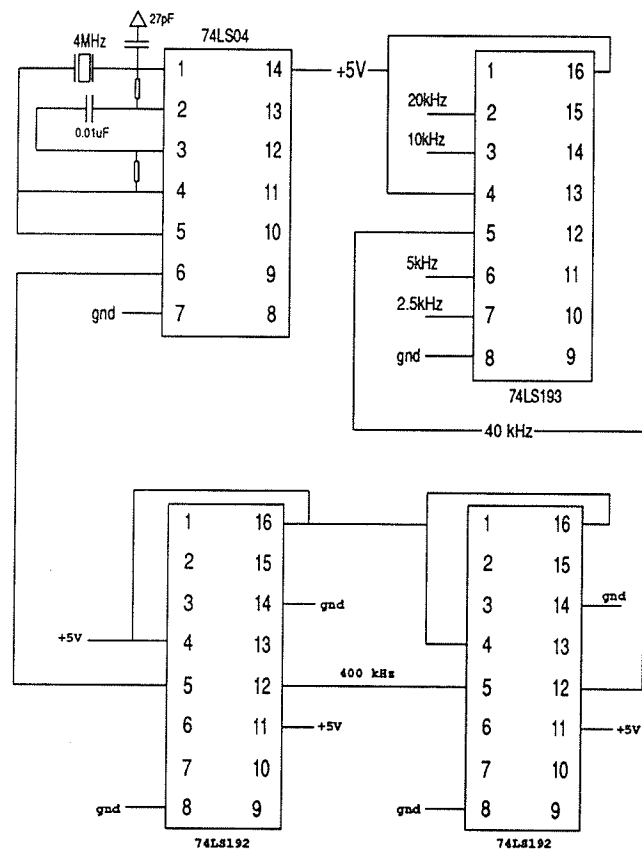 27pF
74LS04
4MHz
1 14 +5V
2 13
0.01uF
3 12
4 11
5 10
6 9
gnd 7 8
1 16
20kHz 2 15
10kHz 3 14
4 13
5 12
5kHz 6 11
2.5kHz 7 10
gnd 8 9
74LS193
40 kHz
1 16
2 15
3 14 gnd
+5V 4 13
5 12 400 kHz
6 11 +5V
7 10
gnd 8 9
74LS192
1 16
2 15
3 14 gnd
4 13
5 12
6 11 +5V
7 10
gnd 8 9
74LS192